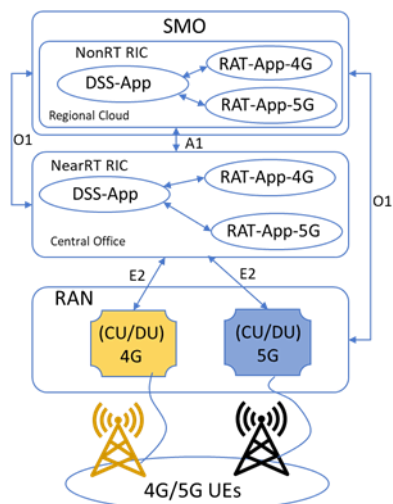 SMO
NonRT RIC
RAT-App-4G
DSS-App
RAT-App-5G
Regional Cloud
O1
A1
NearRT RIC
RAT-App-4G
DSS-App
O1
RAT-App-5G
Central Office
E2
E2
RAN
(CU/DU)
4G
(CU/DU)
5G
4G/5G UEs